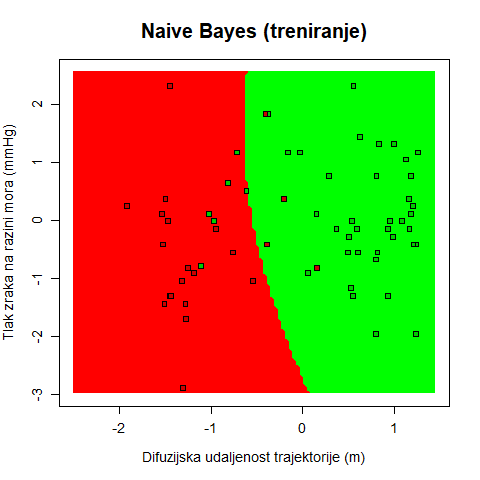 Naive Bayes (treniranje)
Tlak zraka na razini mora (mmHg)
2
1
0
-1
-2
-3
-2 -1 0 1
Difuzijska udaljenost trajektorije (m)